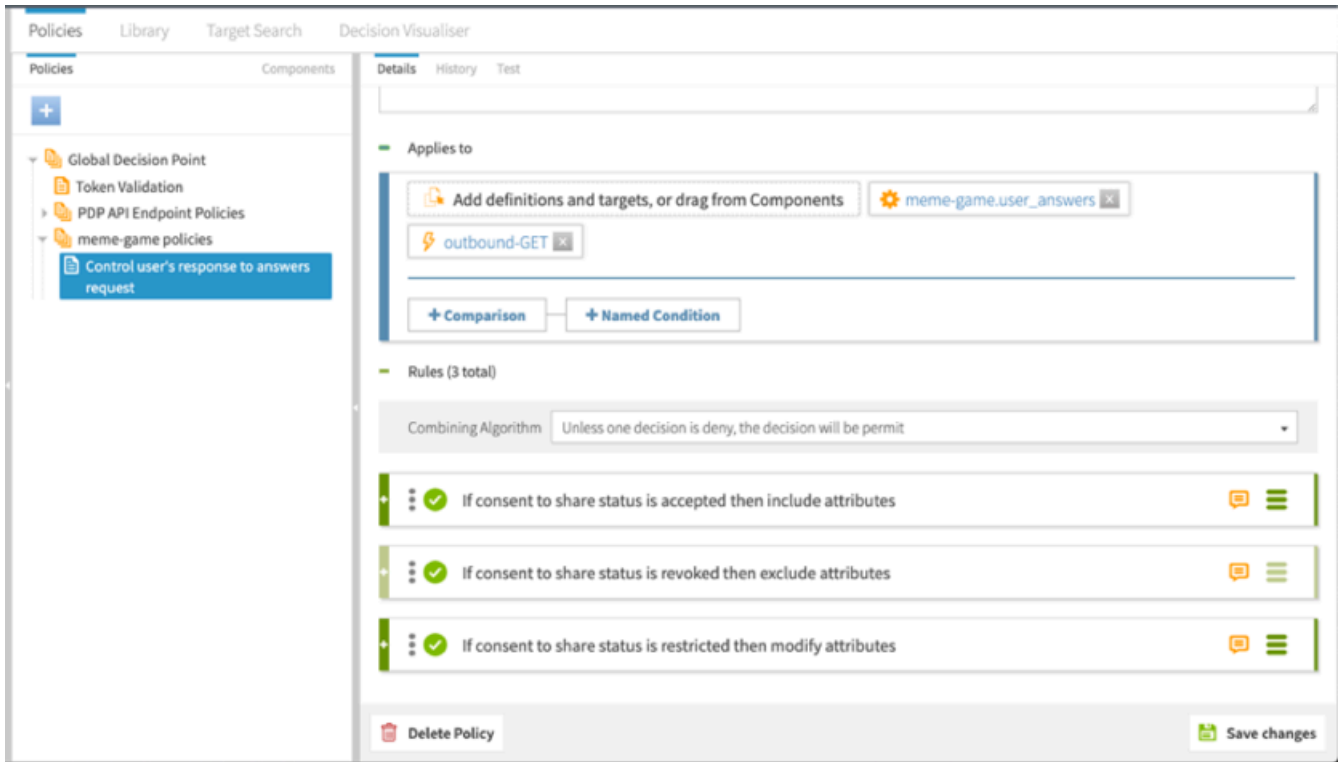 Policies Library Target Search Decision Visualiser
Policies Components
Details History Test
Global Decision Point
Token Validation
PDP API Endpoint Policies
meme-game policies
Control user's response to answers
request
Applies to
Add definitions and targets, or drag from Components
meme-game.user_answers
outbound-GET
+ Comparison
+ Named Condition
Rules (3 total)
Combining Algorithm Unless one decision is deny, the decision will be permit
If consent to share status is accepted then include attributes
If consent to share status is revoked then exclude attributes
If consent to share status is restricted then modify attributes
Delete Policy
Save changes